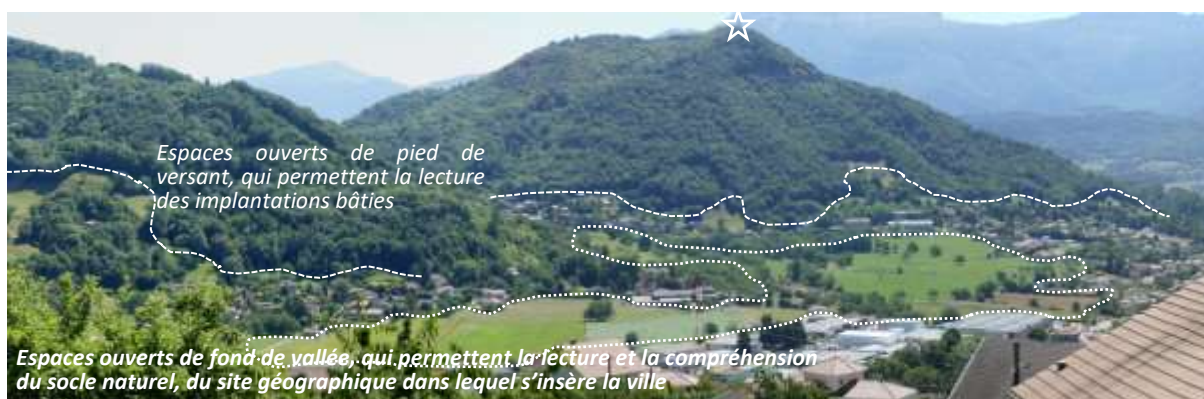 Espaces ouverts de pied de
versant, qui permettent la lecture
des implantations bâties
Espaces ouverts de fond de vallée, qui permettent la lecture et la compréhension
du socle naturel, du site géographique dans lequel s’insère la ville